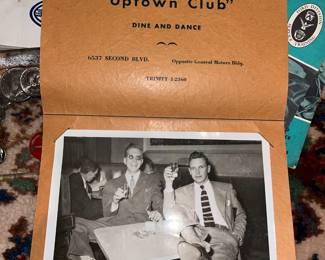 Uptown Club"
DINE AND DANCE
6537 SECOND BLVD.
Opposite General Motors Bldg.
TRINITY 1-2360